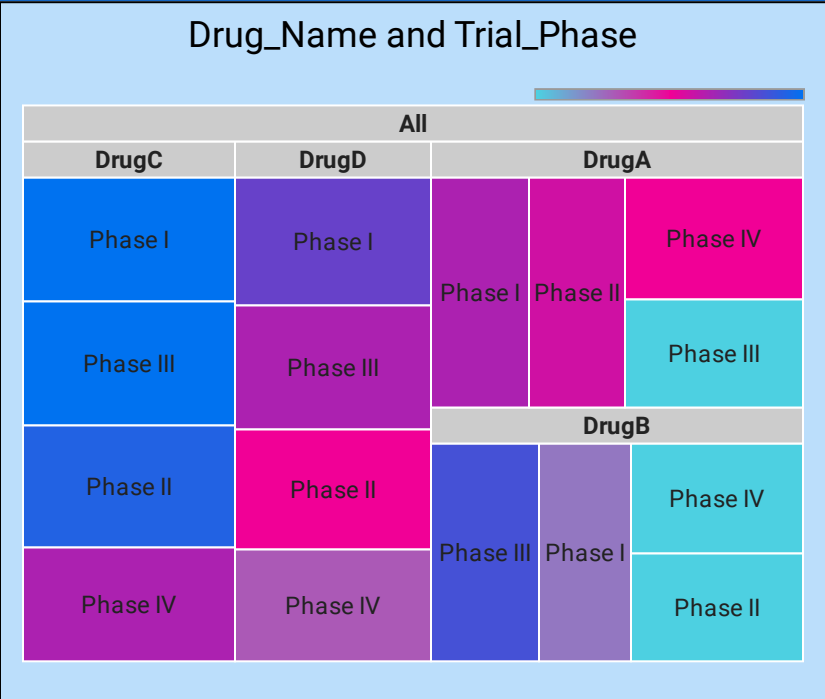 Drug_Name and Trial_Phase
All
DrugC
DrugD
DrugA
Phase I
Phase III
Phase II
Phase IV
Phase I
Phase III
Phase II
Phase IV
Phase I
Phase II
Phase IV
Phase III
DrugB
Phase III
Phase I
Phase IV
Phase II